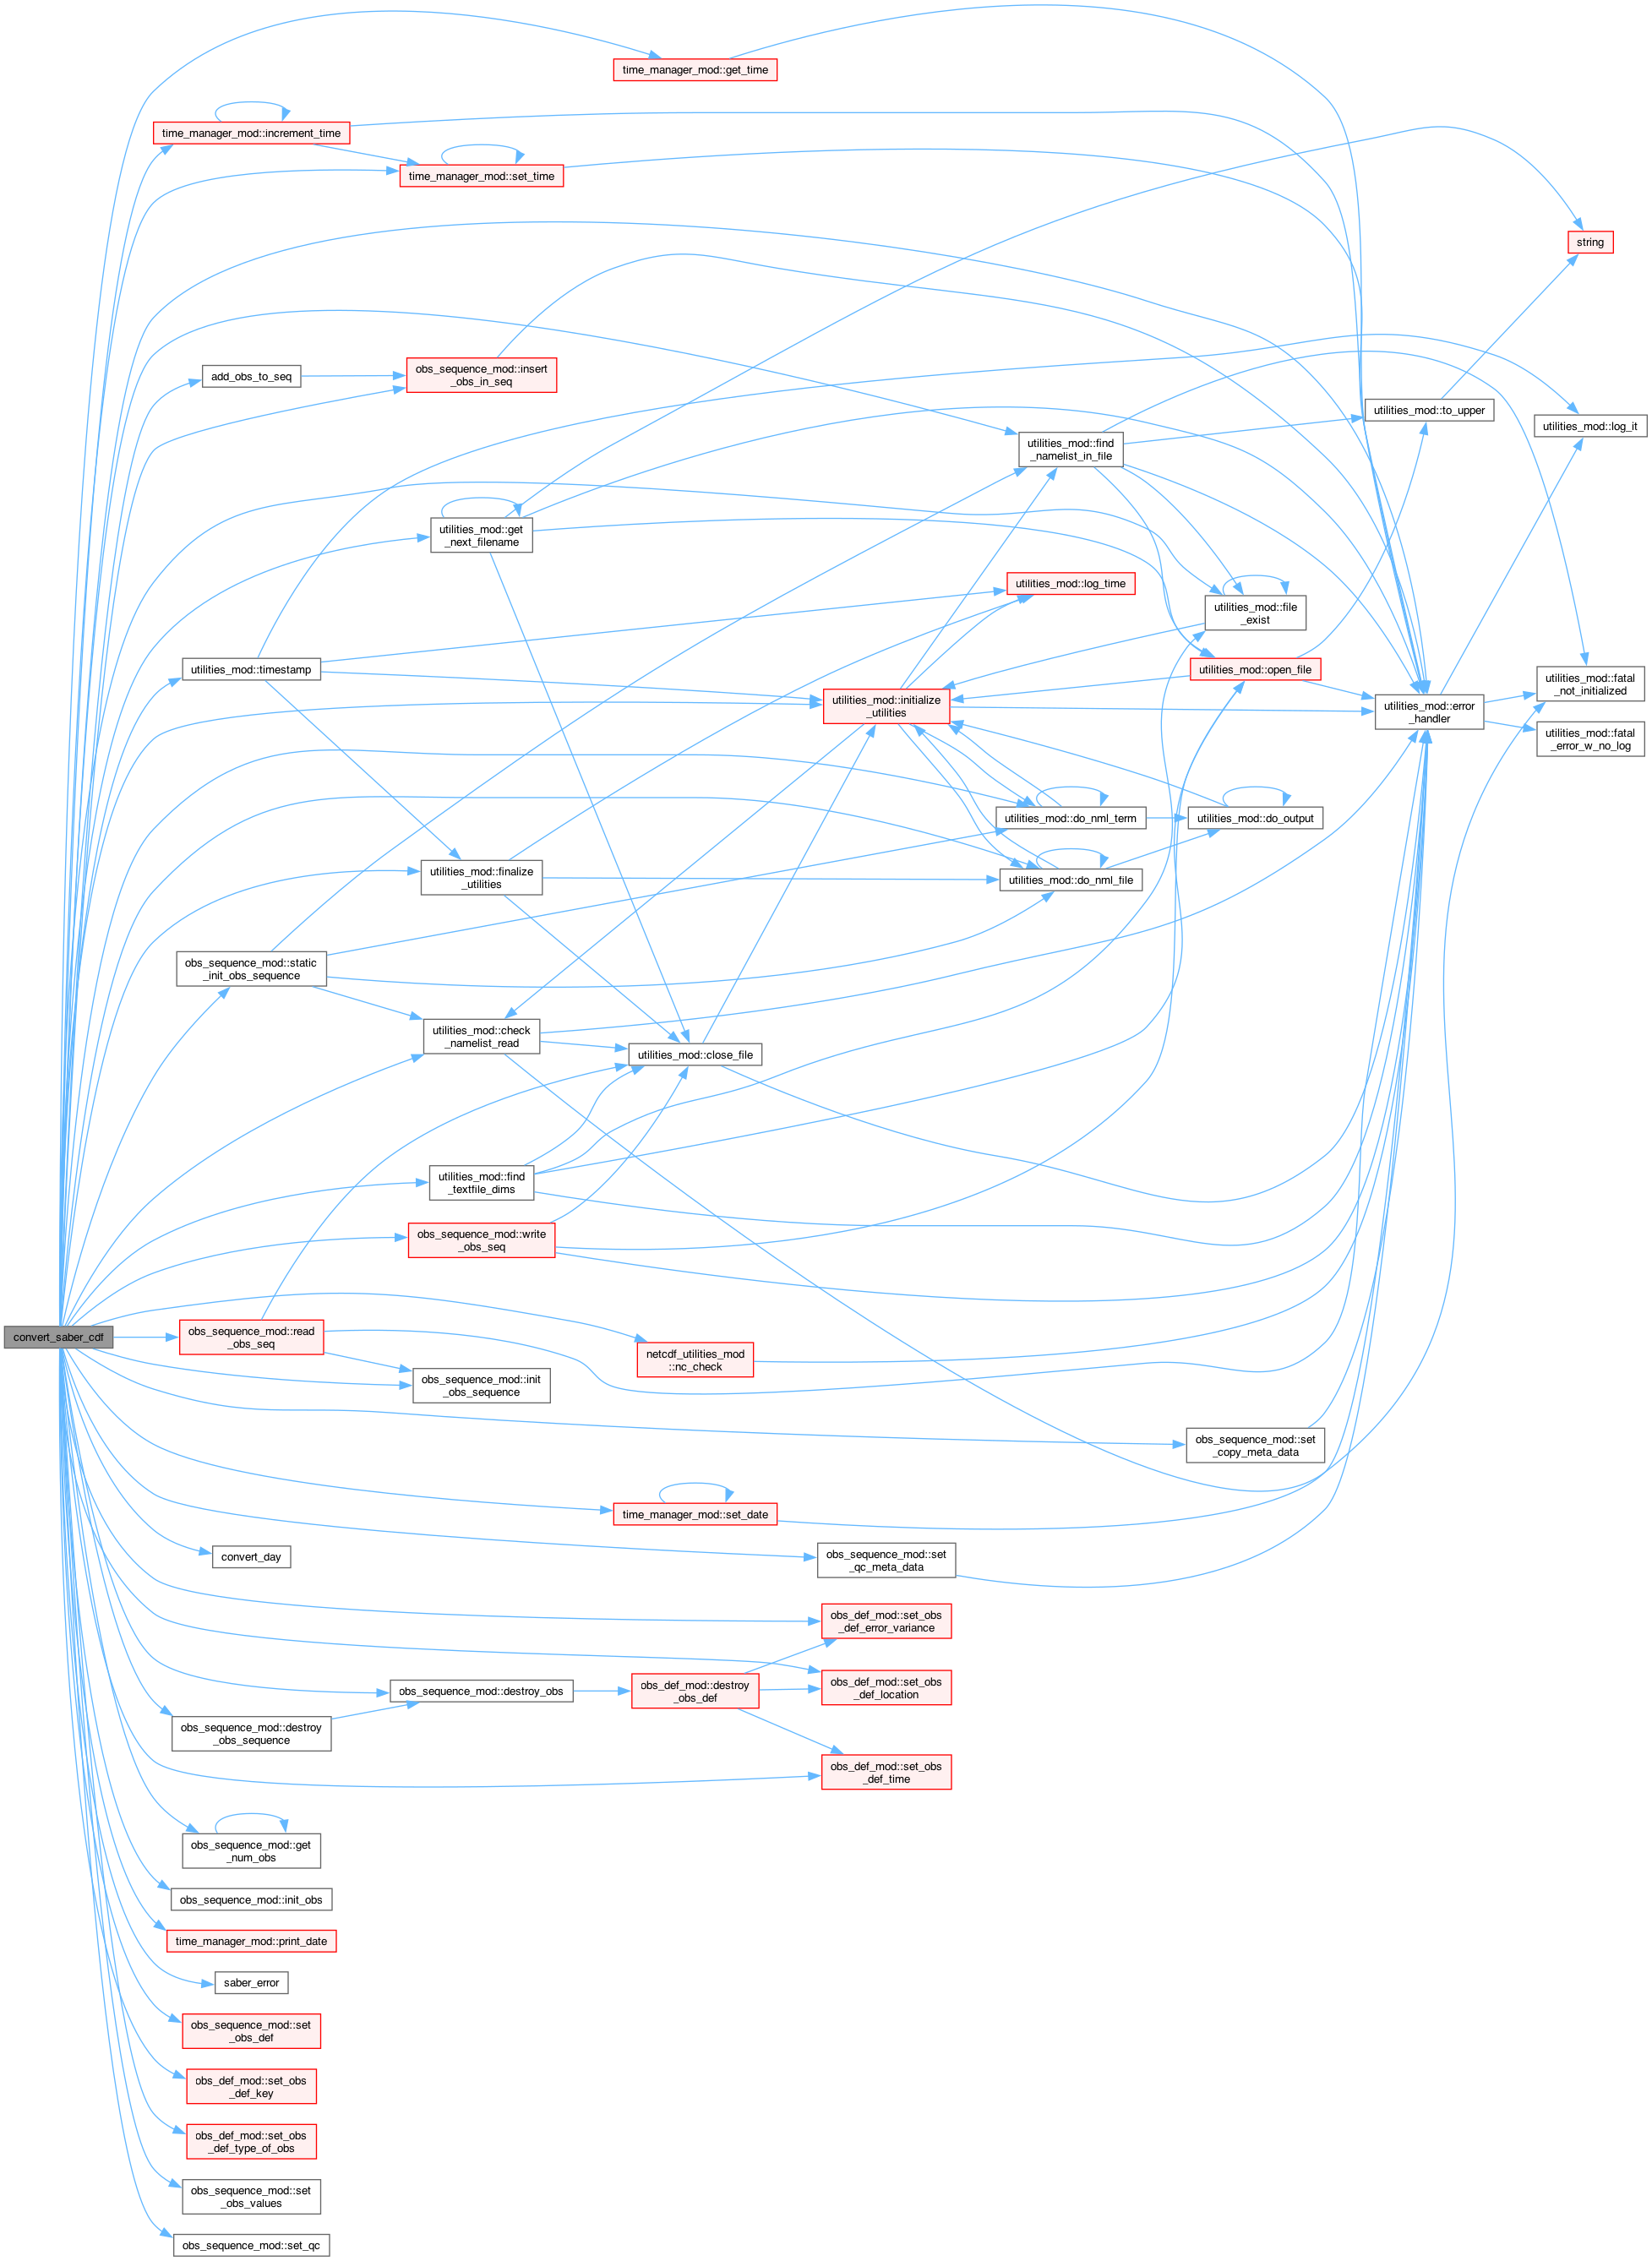 time_manager_mod::get_time
time_manager_mod::increment_time
time_manager_mod::set_time
string
add_obs_to_seq
obs_sequence_mod::insert
_obs_in_seq
utilities_mod::to_upper
utilities_mod::log_it
utilities_mod::find
_namelist_in_file
utilities_mod::get
_next_filename
utilities_mod::log_time
utilities_mod::file
_exist
utilities_mod::timestamp
utilities_mod::open_file
utilities_mod::fatal
_not_initialized
utilities_mod::initialize
_utilities
utilities_mod::error
_handler
utilities_mod::fatal
_error_w_no_log
utilities_mod::do_nml_term
utilities_mod::do_output
utilities_mod::finalize
_utilities
utilities_mod::do_nml_file
obs_sequence_mod::static
_init_obs_sequence
utilities_mod::check
_namelist_read
utilities_mod::close_file
utilities_mod::find
_textfile_dims
obs_sequence_mod::write
_obs_seq
convert_saber_cdf
obs_sequence_mod::read
_obs_seq
netcdf_utilities_mod
::nc_check
obs_sequence_mod::init
_obs_sequence
obs_sequence_mod::set
_copy_meta_data
time_manager_mod::set_date
convert_day
obs_sequence_mod::set
_qc_meta_data
obs_def_mod::set_obs
_def_error_variance
obs_sequence_mod::destroy_obs
obs_def_mod::destroy
_obs_def
obs_def_mod::set_obs
_def_location
obs_sequence_mod::destroy
_obs_sequence
obs_def_mod::set_obs
_def_time
obs_sequence_mod::get
_num_obs
obs_sequence_mod::init_obs
time_manager_mod::print_date
saber_error
obs_sequence_mod::set
_obs_def
obs_def_mod::set_obs
_def_key
obs_def_mod::set_obs
_def_type_of_obs
obs_sequence_mod::set
_obs_values
obs_sequence_mod::set_qc